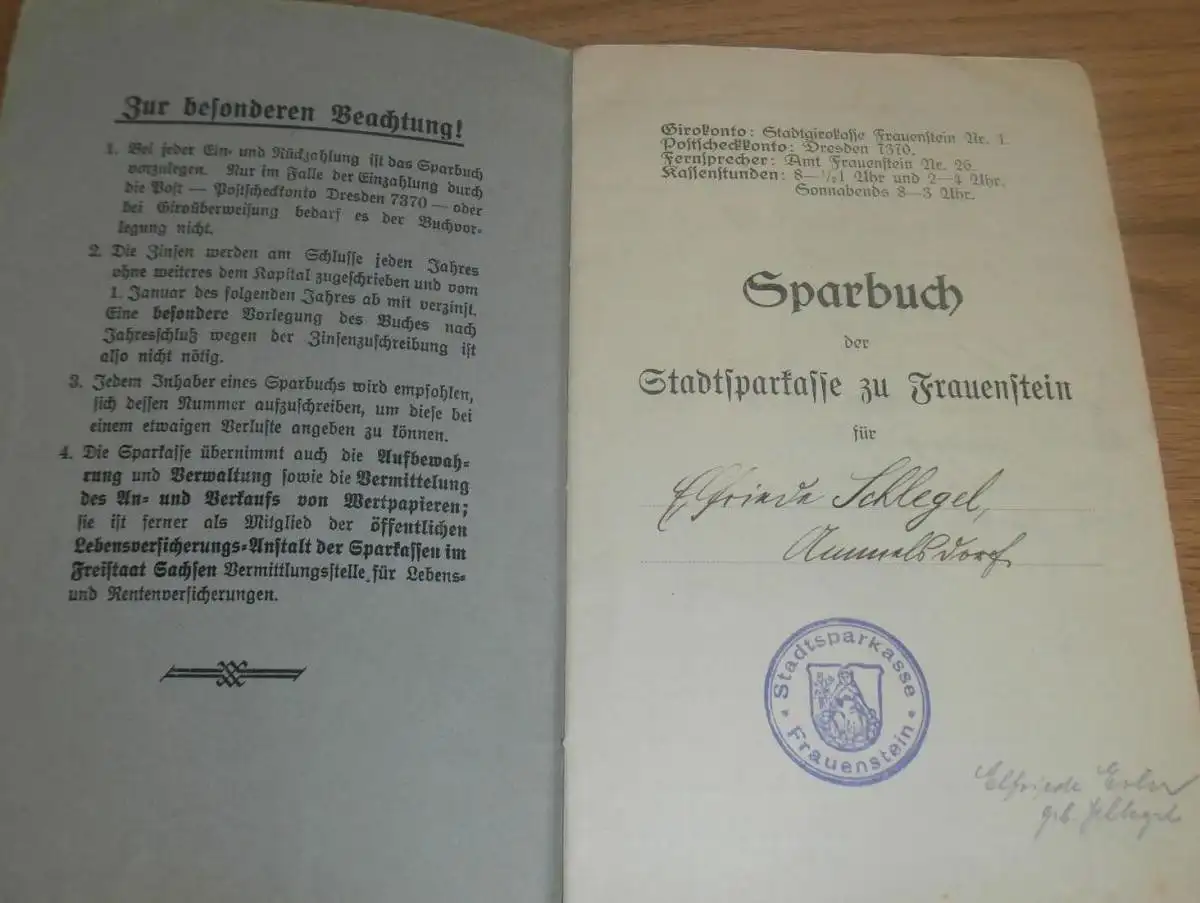 Zur besonderen Beachtung!
1. Bei jeder Ein- und Rückzahlung ist das Sparbuch
vorzulegen. Nur im Falle der Einzahlung durch
die Post — Postscheckkonto Dresden 7370 — oder
bei Giroüberweisung bedarf es der Buchvor-
legung nicht.
2. Die Zinsen werden am Schlusse jeden Jahres
ohne weiteres dem Kapital zugeschrieben und vom
1. Januar des folgenden Jahres ab mit verzinst.
Eine besondere Vorlegung des Buches nach
Jahresschluß wegen der Zinsenzuschreibung ist
also nicht nötig.
3. Jedem Inhaber eines Sparbuchs wird empfohlen,
sich dessen Nummer aufzuschreiben, um diese bei
einem etwaigen Verluste angeben zu können.
4. Die Sparkasse übernimmt auch die Aufbewah-
rung und Verwaltung sowie die Vermittelung
des An- und Verkaufs von Wertpapieren;
sie ist ferner als Mitglied der öffentlichen
Lebensversicherungs-Anstalt der Sparkassen im
Freistaat Sachsen Vermittlungsstelle für Lebens-
und Rentenversicherungen.
Girokonto: Stadtgirokasse Frauenstein Nr. 1.
Postscheckkonto: Dresden 7370.
Fernsprecher: Amt Frauenstein Nr. 26.
Kassenstunden: 8—½1 Uhr und 2—4 Uhr.
Sonnabends 8—3 Uhr.
Sparbuch
der
Stadtsparkasse zu Frauenstein
für
Elfriede Schlegel,
Ammelsdorf
Stadtsparkasse
Frauenstein
Elfriede
geb. Schlegel